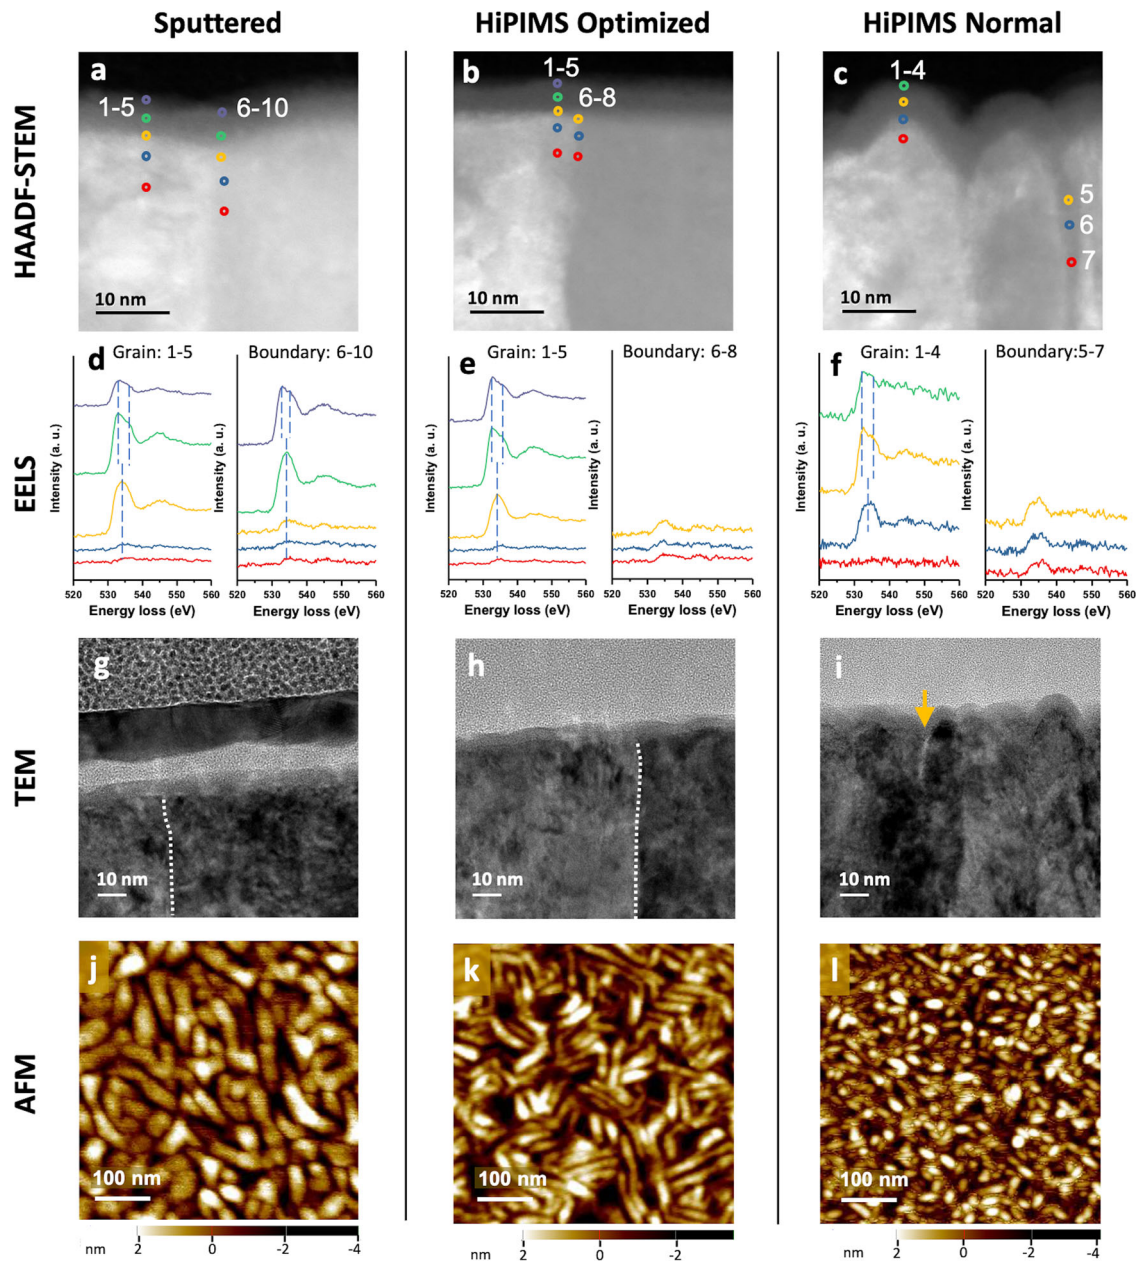 Sputtered
HiPIMS Optimized
HiPIMS Normal
HAADF-STEM
a
1-5
6-10
10 nm
b
1-5
6-8
10 nm
c
1-4
5
6
7
10 nm
EELS
d
Grain: 1-5
Boundary: 6-10
Intensity (a. u.)
Intensity (a. u.)
520 530 540 550 560
520 530 540 550 560
Energy loss (eV)
Energy loss (eV)
e
Grain: 1-5
Boundary: 6-8
Intensity (a. u.)
Intensity (a. u.)
520 530 540 550 560
520 530 540 550 560
Energy loss (eV)
Energy loss (eV)
f
Grain: 1-4
Boundary:5-7
Intensity (a. u.)
Intensity (a. u.)
520 530 540 550 560
520 530 540 550 560
Energy loss (eV)
Energy loss (eV)
TEM
g
10 nm
h
10 nm
i
10 nm
AFM
j
100 nm
k
100 nm
l
100 nm
nm 2 0 -2 -4
nm 2 0 -2
nm 2 0 -2 -4